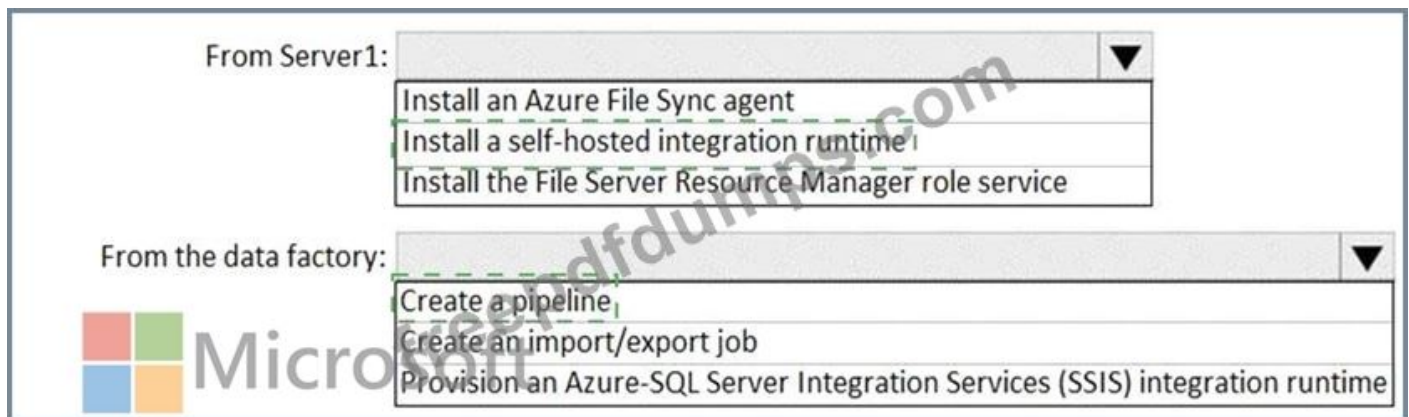 From Server1:
Install an Azure File Sync agent
Install a self-hosted integration runtime
Install the File Server Resource Manager role service
From the data factory:
Create a pipeline
Create an import/export job
Provision an Azure-SQL Server Integration Services (SSIS) integration runtime
Microsoft
freepdfdumps.com